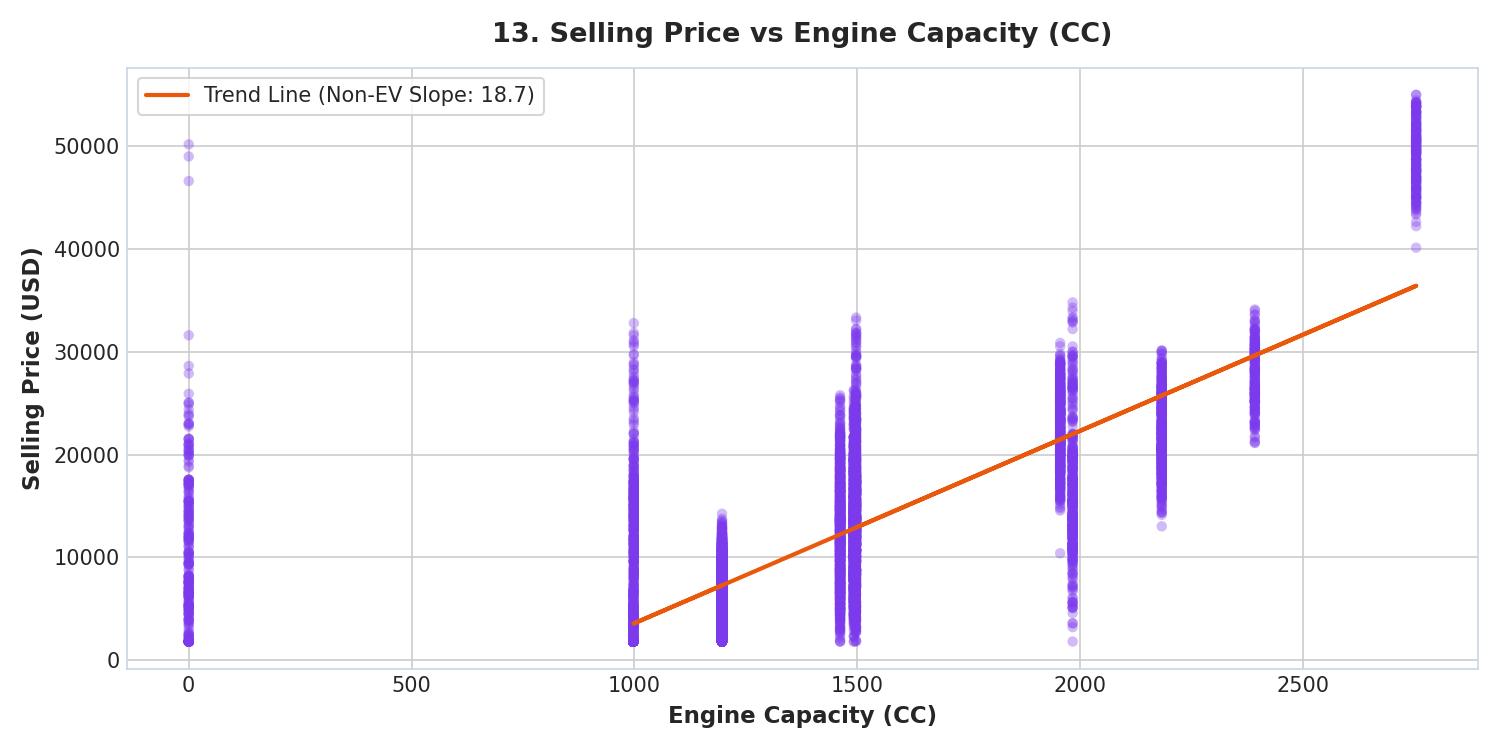 13. Selling Price vs Engine Capacity (CC)
Trend Line (Non-EV Slope: 18.7)
Selling Price (USD)
50000
40000
30000
20000
10000
0
0 500 1000 1500 2000 2500
Engine Capacity (CC)